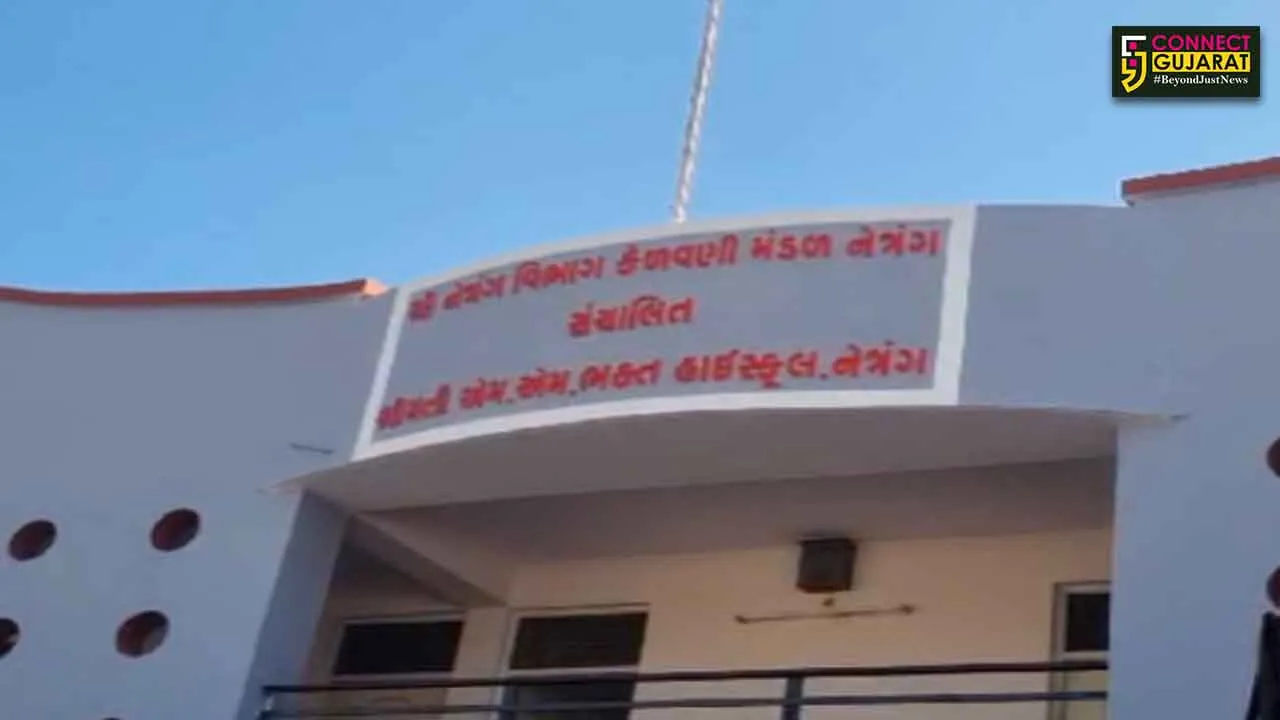 શ્રી નેત્રંગ વિભાગ કેળવણી મંડળ નેત્રંગ
સંચાલિત
શ્રીમતી એમ.એમ.ભક્ત હાઈસ્કૂલ.નેત્રંગ
CONNECT
GUJARAT
#BeyondJustNews